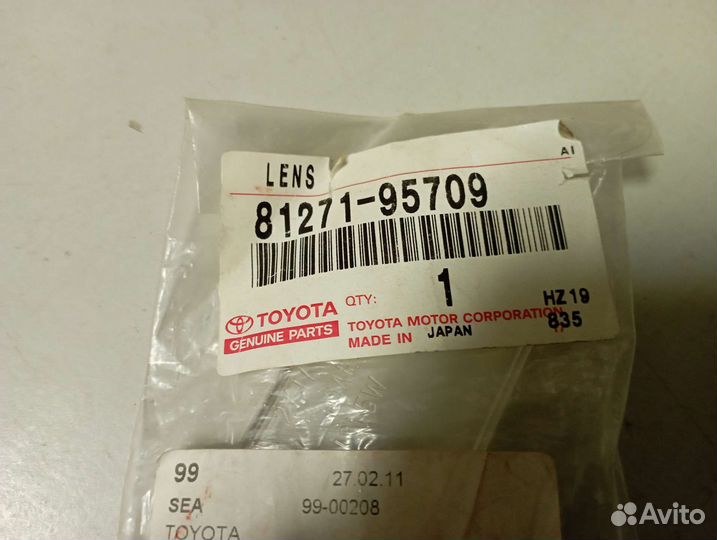 LENS
A1
81271-95709
TOYOTA
GENUINE PARTS
QTY: 1
HZ19
835
TOYOTA MOTOR CORPORATION
MADE IN JAPAN
99
27.02.11
SEA
99-00208
TOYOTA
Avito